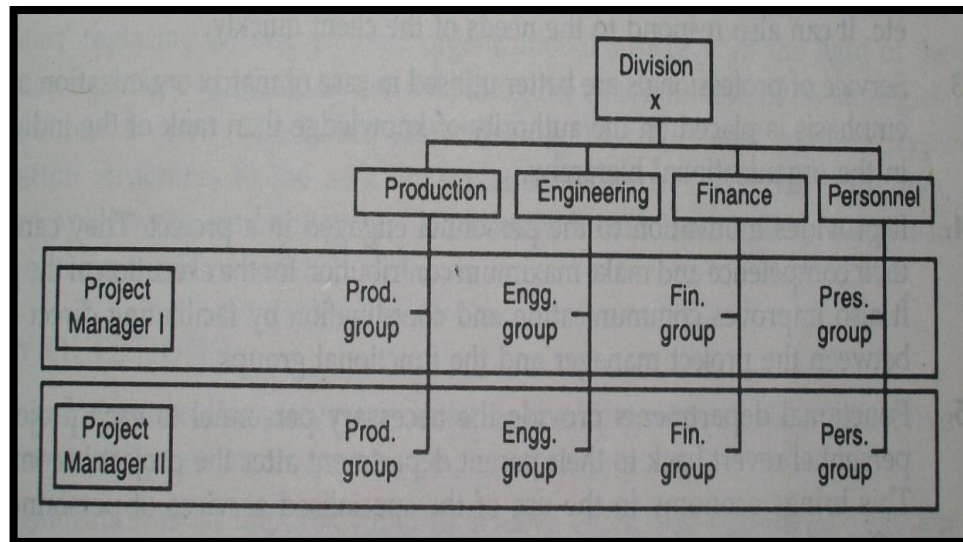 Division
x
Production Engineering Finance Personnel
Project
Manager I
Prod.
group
Engg.
group
Fin.
group
Pres.
group
Project
Manager II
Prod.
group
Engg.
group
Fin.
group
Pers.
group